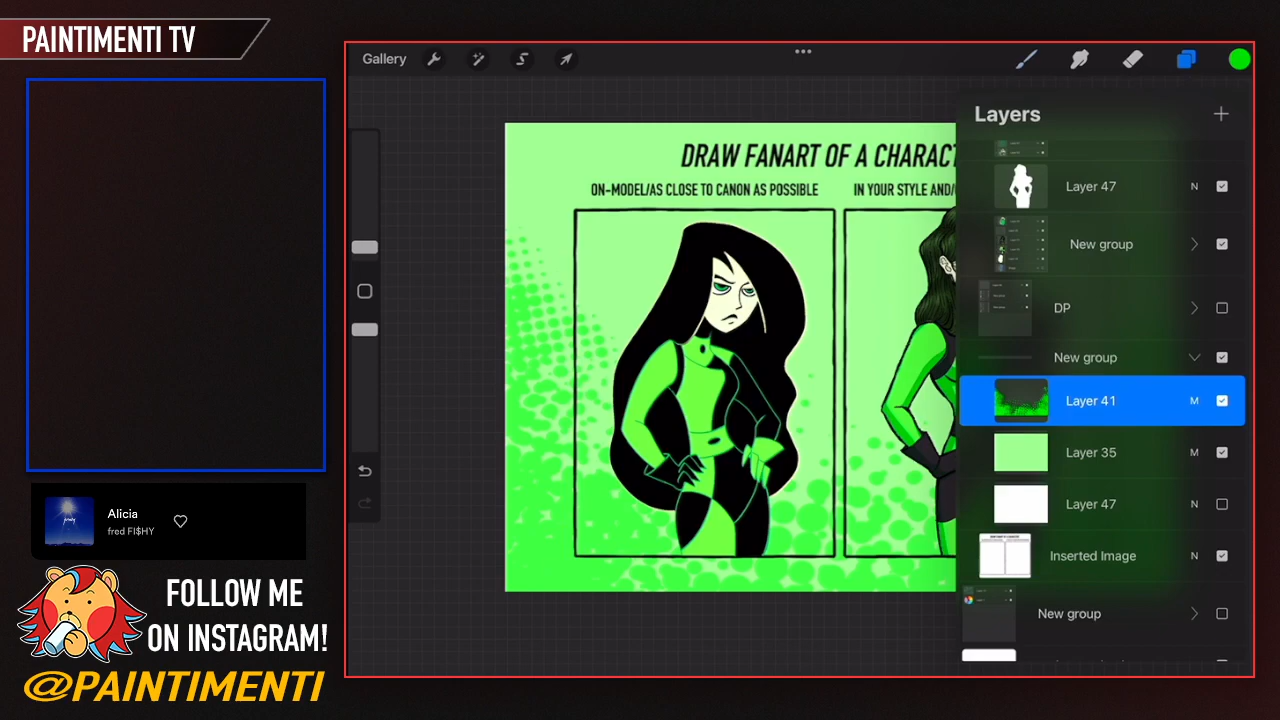 PAINTIMENTI TV
Gallery
Layers
DRAW FANART OF A CHARACT
ON-MODEL/AS CLOSE TO CANON AS POSSIBLE
IN YOUR STYLE AND/
Layer 47 N
New group
DP
New group
Layer 41 M
Layer 35 M
Layer 47 N
Inserted Image N
New group
Alicia
fred FI$HY
FOLLOW ME
ON INSTAGRAM!
@PAINTIMENTI